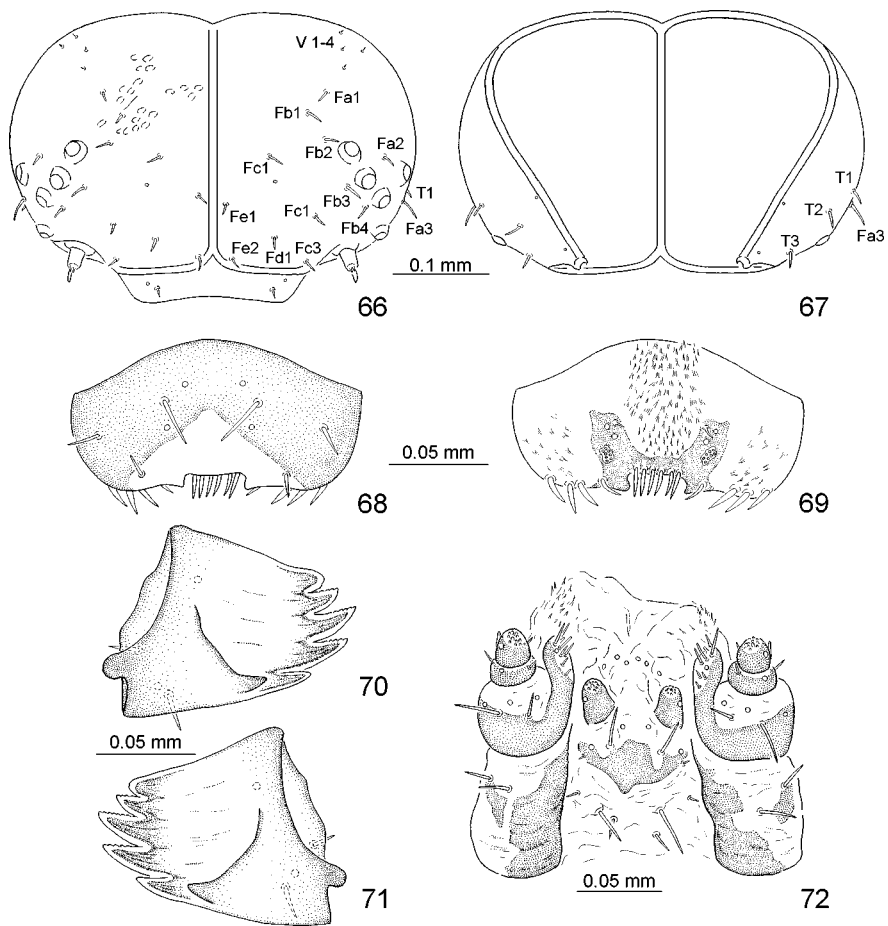 V 1-4
Fa1
Fb1
Fb2
Fa2
Fc1
T1
Fb3
Fe1
Fc1
Fb4
Fa3
Fe2
Fd1
Fc3
0.1 mm
66
T1
T2
Fa3
T3
67
68
0.05 mm
69
70
0.05 mm
71
0.05 mm
72